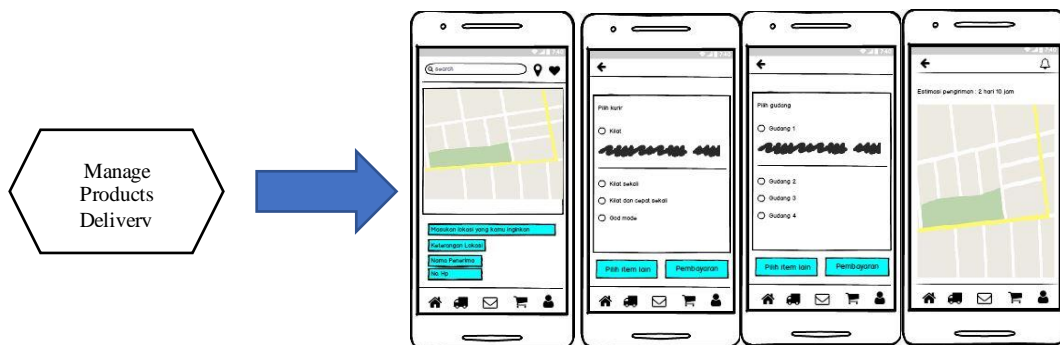 Manage
Products
Delivery
Search
Masukan lokasi yang kamu inginkan
Keterangan Lokasi
Nama Penerima
No Hp
Pilih kurir
Kilat
Kilat sekali
Kilat dan cepat sekali
God mode
Pilih item lain
Pembayaran
Pilih gudang
Gudang 1
Gudang 2
Gudang 3
Gudang 4
Pilih item lain
Pembayaran
Estimasi pengiriman : 2 hari 10 jam